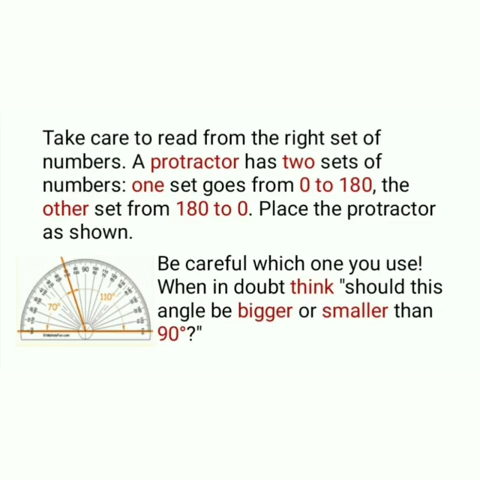 Take care to read from the right set of
numbers. A protractor has two sets of
numbers: one set goes from 0 to 180, the
other set from 180 to 0. Place the protractor
as shown.
Be careful which one you use!
When in doubt think "should this
angle be bigger or smaller than
90°?"
70°
110°
90